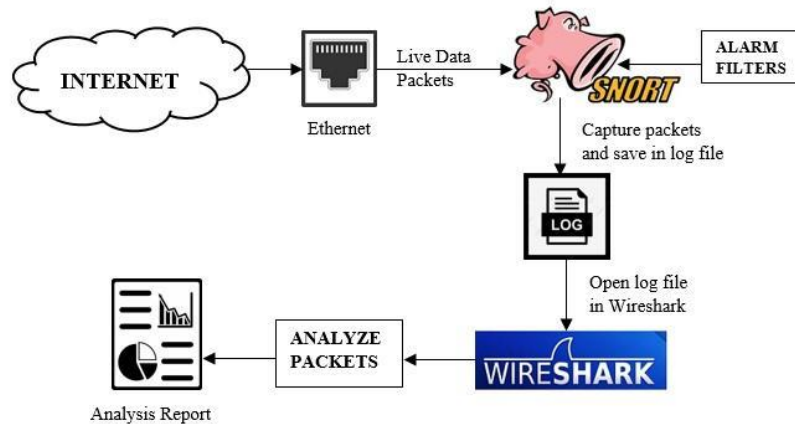 INTERNET
Ethernet
Live Data
Packets
SNORT
ALARM
FILTERS
Capture packets
and save in log file
LOG
Open log file
in Wireshark
WIRESHARK
ANALYZE
PACKETS
Analysis Report